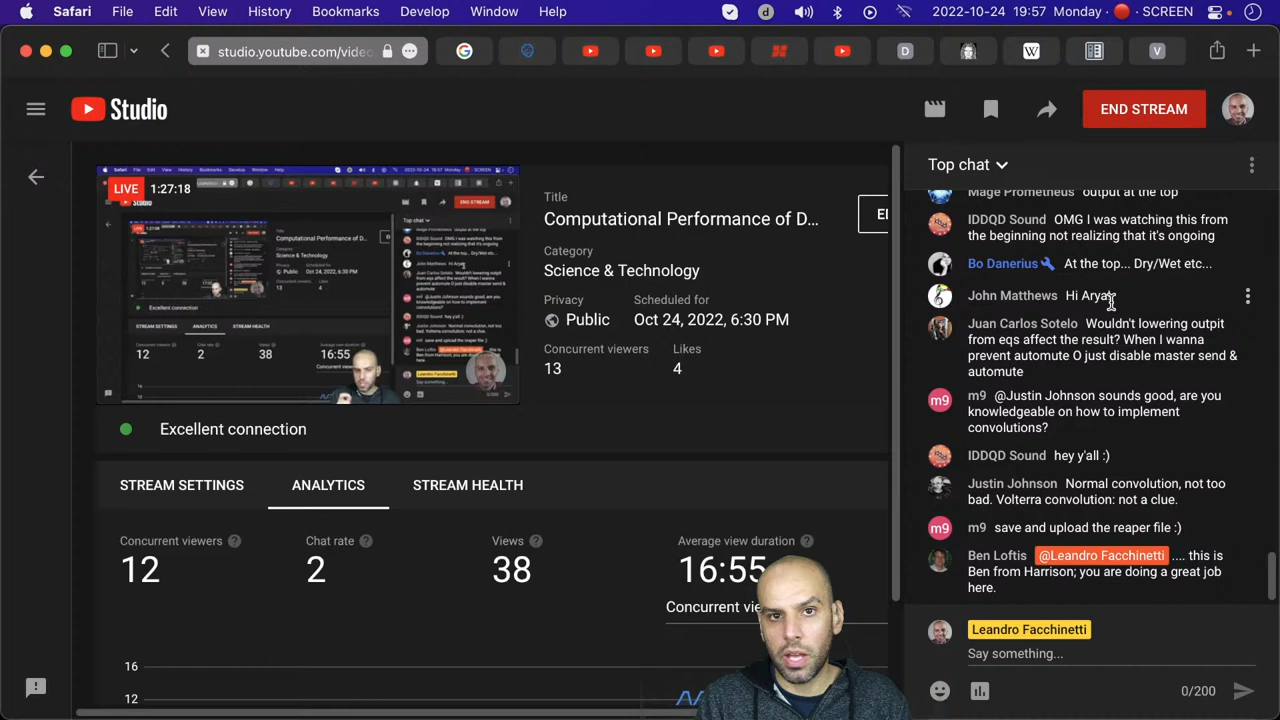 Safari File Edit View History Bookmarks Develop Window Help d 2022-10-24 19:57 Monday SCREEN
studio.youtube.com/video
G D W V
Studio END STREAM
LIVE 1:27:18
Title
Computational Performance of D...
Category
Science & Technology
Privacy Scheduled for
Public Oct 24, 2022, 6:30 PM
Concurrent viewers Likes
13 4
Excellent connection
STREAM SETTINGS ANALYTICS STREAM HEALTH
Concurrent viewers Chat rate Views Average view duration
12 2 38 16:55
Concurrent vie
16
12
Top chat
Mage Prometheus output at the top
IDDQD Sound OMG I was watching this from
the beginning not realizing that it's ongoing
Bo Danerius At the top... Dry/Wet etc...
John Matthews Hi Aryas
Juan Carlos Sotelo Wouldn't lowering outpit
from eqs affect the result? When I wanna
prevent automute O just disable master send &
automute
m9 @Justin Johnson sounds good, are you
knowledgeable on how to implement
convolutions?
IDDQD Sound hey y'all :)
Justin Johnson Normal convolution, not too
bad. Volterra convolution: not a clue.
m9 save and upload the reaper file :)
Ben Loftis @Leandro Facchinetti .... this is
Ben from Harrison; you are doing a great job
here.
Leandro Facchinetti
Say something...
0/200